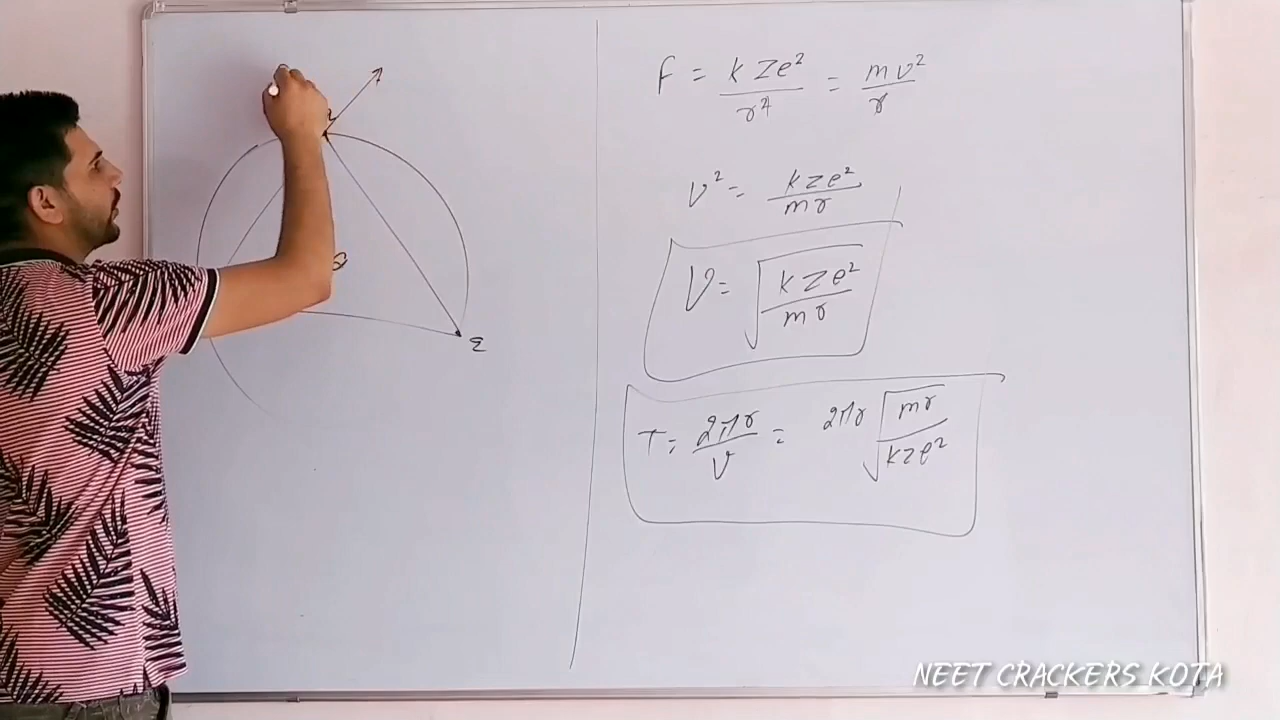 F = kZe²/r² = mv²/r
v² = kze²/mr
V = √(kZe²/mr)
T = 2πr/V = 2πr √(mr/kze²)
NEET CRACKERS KOTA